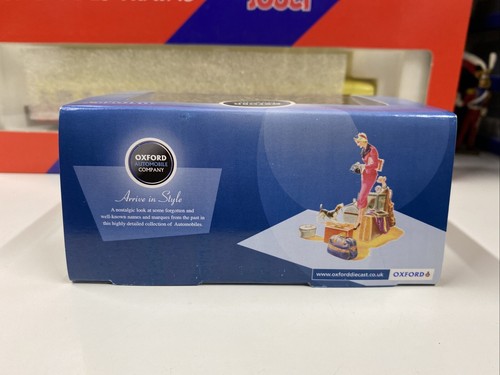 OXFORD
AUTOMOBILE
COMPANY
Arrive in Style
A nostalgic look at some forgotten and
well-known names and marques from the past in
this highly detailed collection of Automobiles
www.oxforddiecast.co.uk
OXFORD